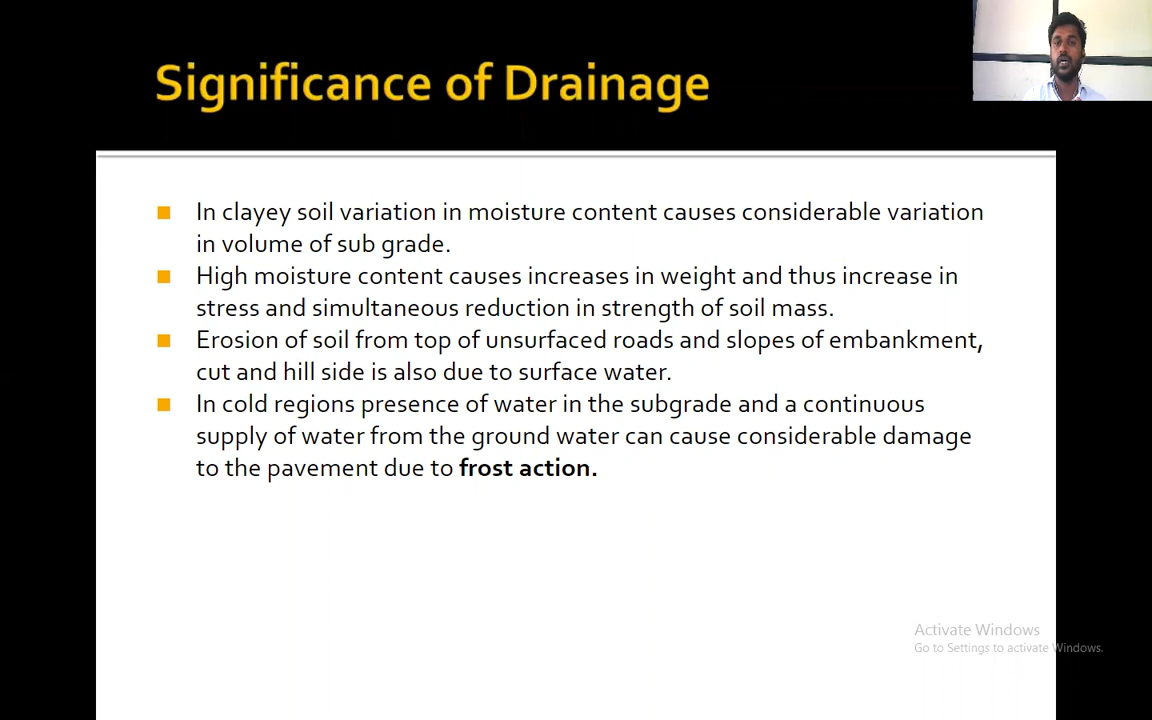 Significance of Drainage
In clayey soil variation in moisture content causes considerable variation
in volume of sub grade.
High moisture content causes increases in weight and thus increase in
stress and simultaneous reduction in strength of soil mass.
Erosion of soil from top of unsurfaced roads and slopes of embankment,
cut and hill side is also due to surface water.
In cold regions presence of water in the subgrade and a continuous
supply of water from the ground water can cause considerable damage
to the pavement due to frost action.
Activate Windows
Go to Settings to activate Windows.